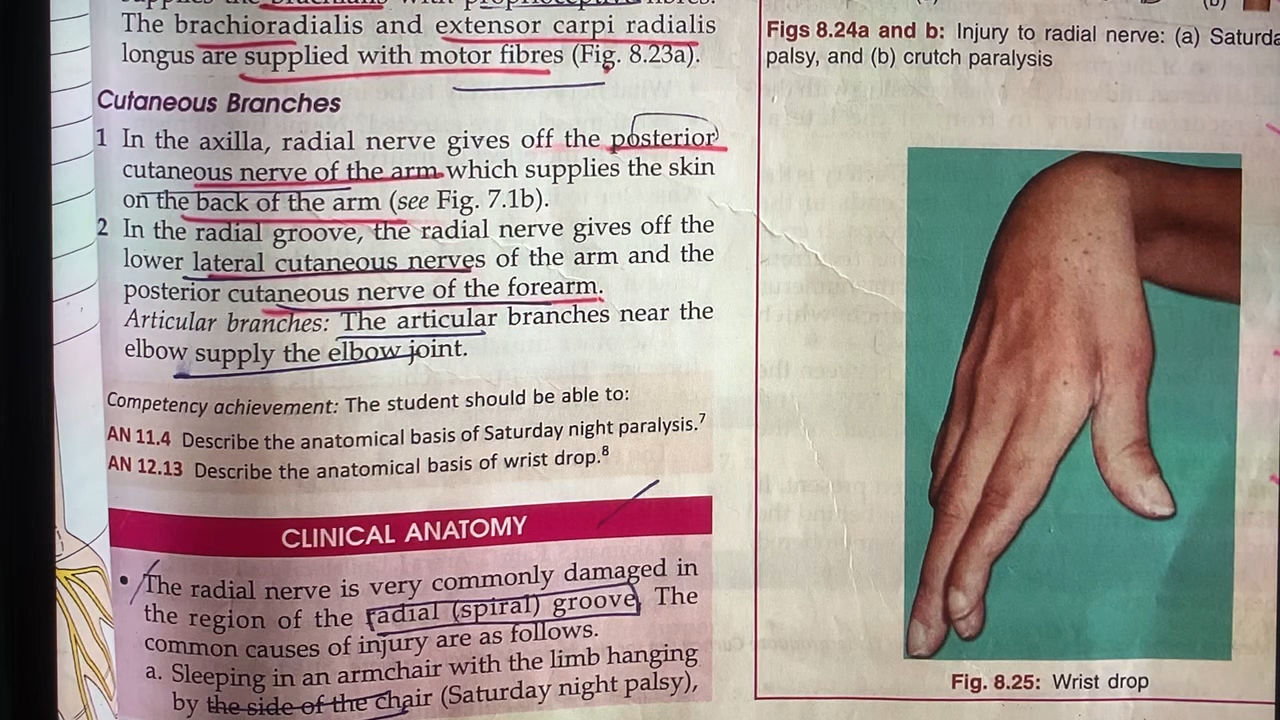 supplies the brachialis with proprioceptive fibres.
The brachioradialis and extensor carpi radialis
longus are supplied with motor fibres (Fig. 8.23a).
Cutaneous Branches
1 In the axilla, radial nerve gives off the posterior
cutaneous nerve of the arm which supplies the skin
on the back of the arm (see Fig. 7.1b).
2 In the radial groove, the radial nerve gives off the
lower lateral cutaneous nerves of the arm and the
posterior cutaneous nerve of the forearm.
Articular branches: The articular branches near the
elbow supply the elbow joint.
Competency achievement: The student should be able to:
AN 11.4 Describe the anatomical basis of Saturday night paralysis.⁷
AN 12.13 Describe the anatomical basis of wrist drop.⁸
CLINICAL ANATOMY
• The radial nerve is very commonly damaged in
the region of the radial (spiral) groove. The
common causes of injury are as follows.
a. Sleeping in an armchair with the limb hanging
by the side of the chair (Saturday night palsy),
(b)
Figs 8.24a and b: Injury to radial nerve: (a) Saturda
palsy, and (b) crutch paralysis
Fig. 8.25: Wrist drop